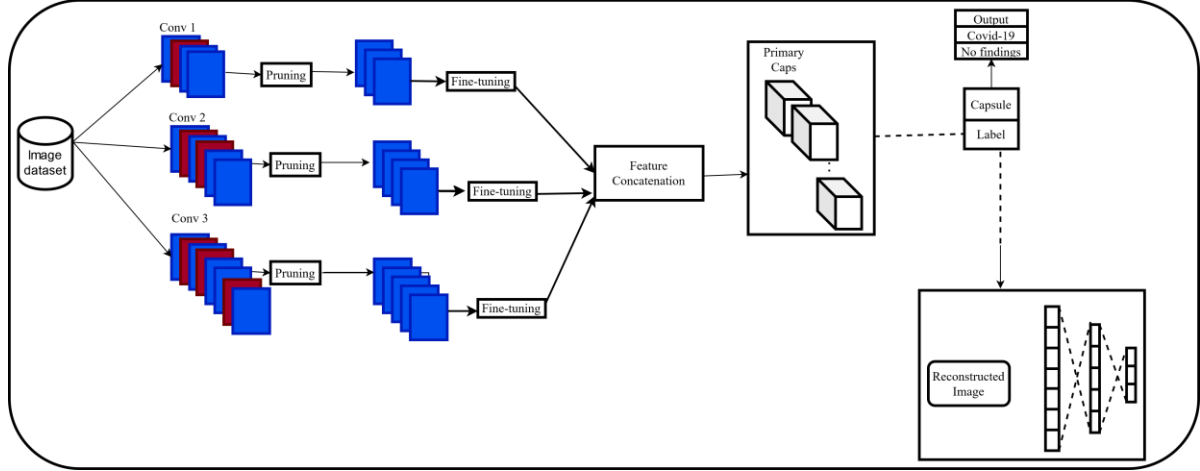 Conv 1
Pruning
Fine-tuning
Image
dataset
Conv 2
Pruning
Fine-tuning
Conv 3
Pruning
Fine-tuning
Feature
Concatenation
Primary
Caps
Output
Covid-19
No findings
Capsule
Label
Reconstructed
Image